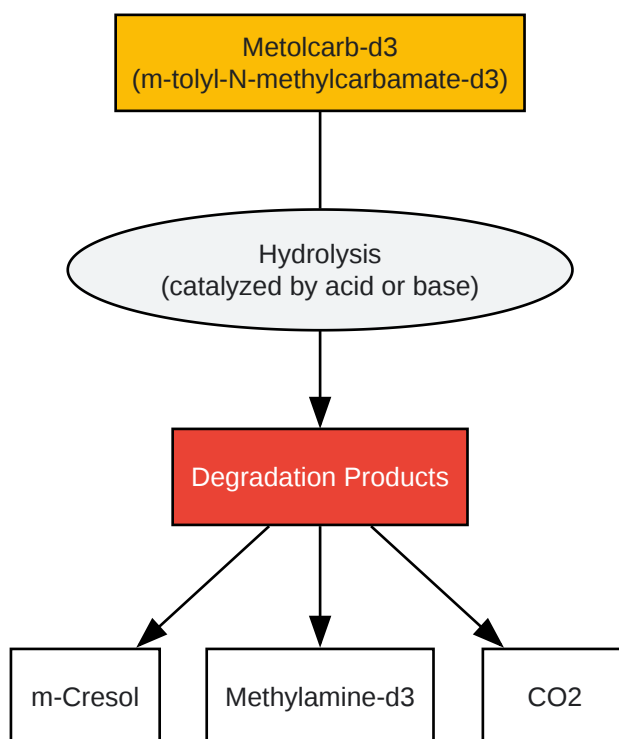 Metolcarb-d3
(m-tolyl-N-methylcarbamate-d3)
Hydrolysis
(catalyzed by acid or base)
Degradation Products
m-Cresol
Methylamine-d3
CO2